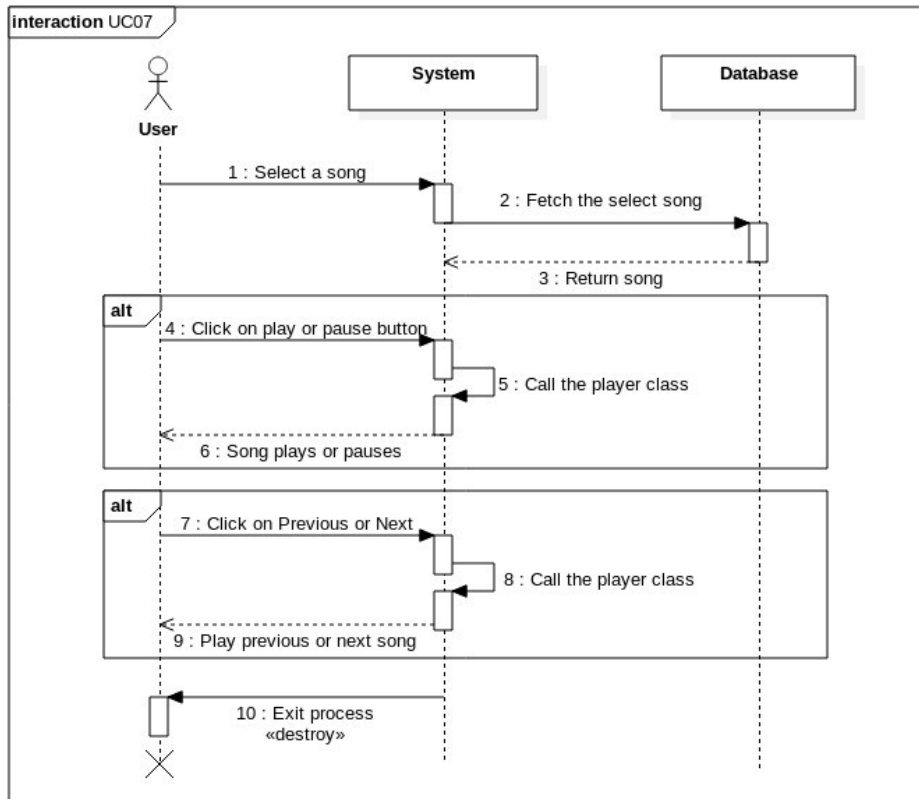 interaction UC07
System
Database
User
1 : Select a song
2 : Fetch the select song
3 : Return song
alt
4 : Click on play or pause button
5 : Call the player class
6 : Song plays or pauses
alt
7 : Click on Previous or Next
8 : Call the player class
9 : Play previous or next song
10 : Exit process
«destroy»